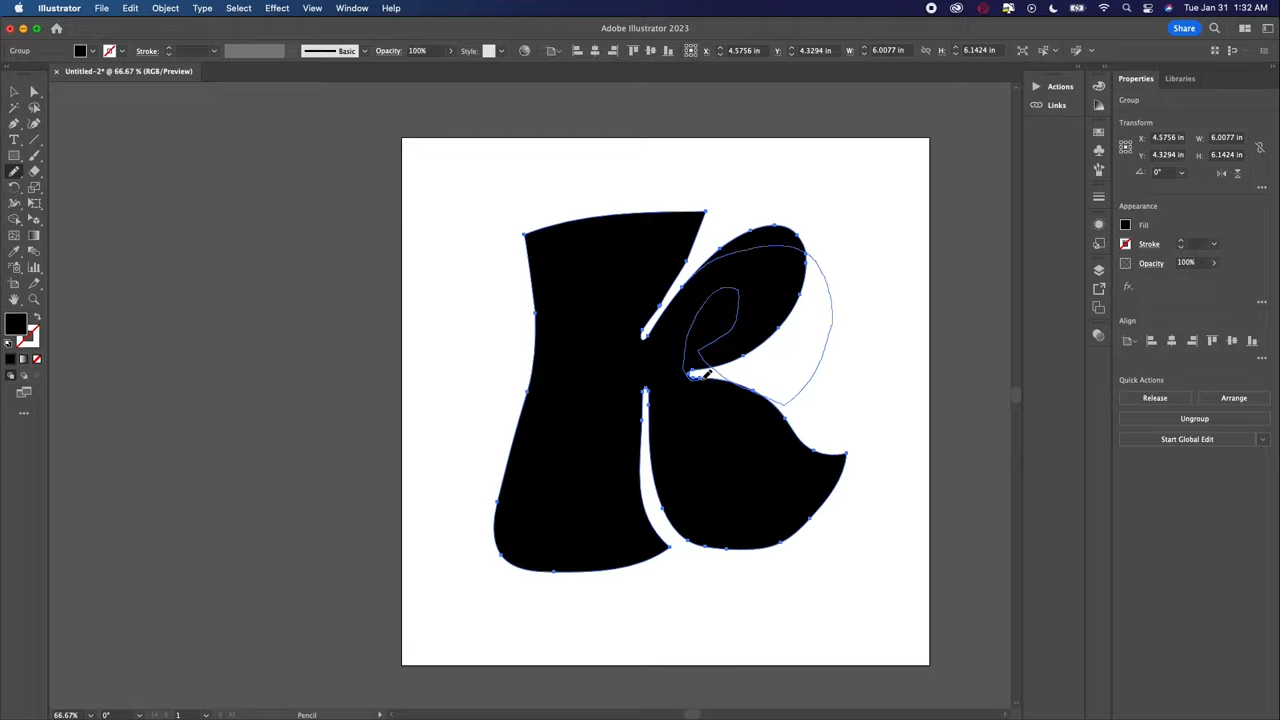 Illustrator File Edit Object Type Select Effect View Window Help Tue Jan 31 1:32 AM
Adobe Illustrator 2023 Share
Group Stroke: Basic Opacity: 100% Style: X: 4.5756 in Y: 4.3294 in W: 6.0077 in H: 6.1424 in
× Untitled-2* @ 66.67 % (RGB/Preview)
Actions
Links
Properties Libraries
Group
Transform
X: 4.5756 in W: 6.0077 in
Y: 4.3294 in H: 6.1424 in
0°
Appearance
Fill
Stroke
Opacity 100%
fx.
Align
Quick Actions
Release Arrange
Ungroup
Start Global Edit
K
66.67% 0° 1 Pencil